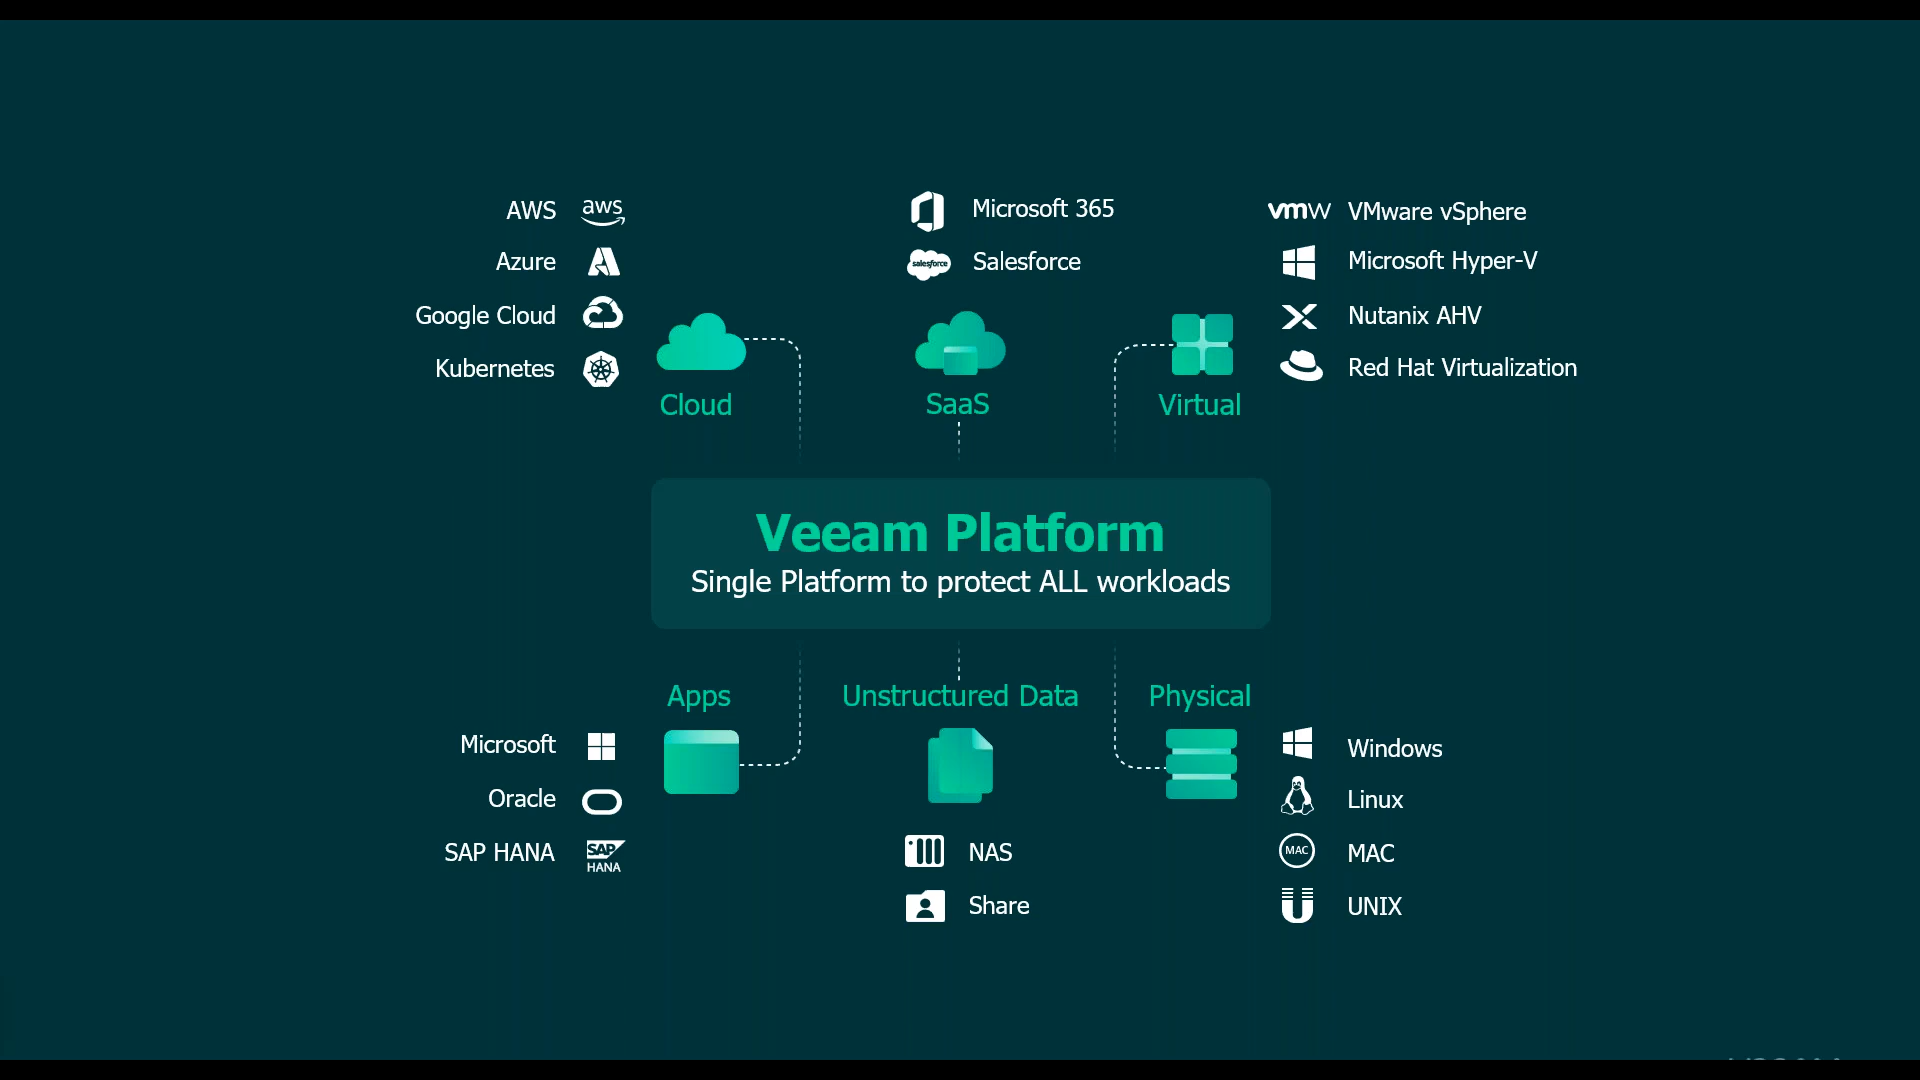 AWS aws
Azure
Google Cloud
Kubernetes
Cloud
Microsoft 365
salesforce Salesforce
SaaS
vmw VMware vSphere
Microsoft Hyper-V
Nutanix AHV
Red Hat Virtualization
Virtual
Veeam Platform
Single Platform to protect ALL workloads
Apps
Microsoft
Oracle
SAP HANA SAP
HANA
Unstructured Data
NAS
Share
Physical
Windows
Linux
MAC MAC
UNIX